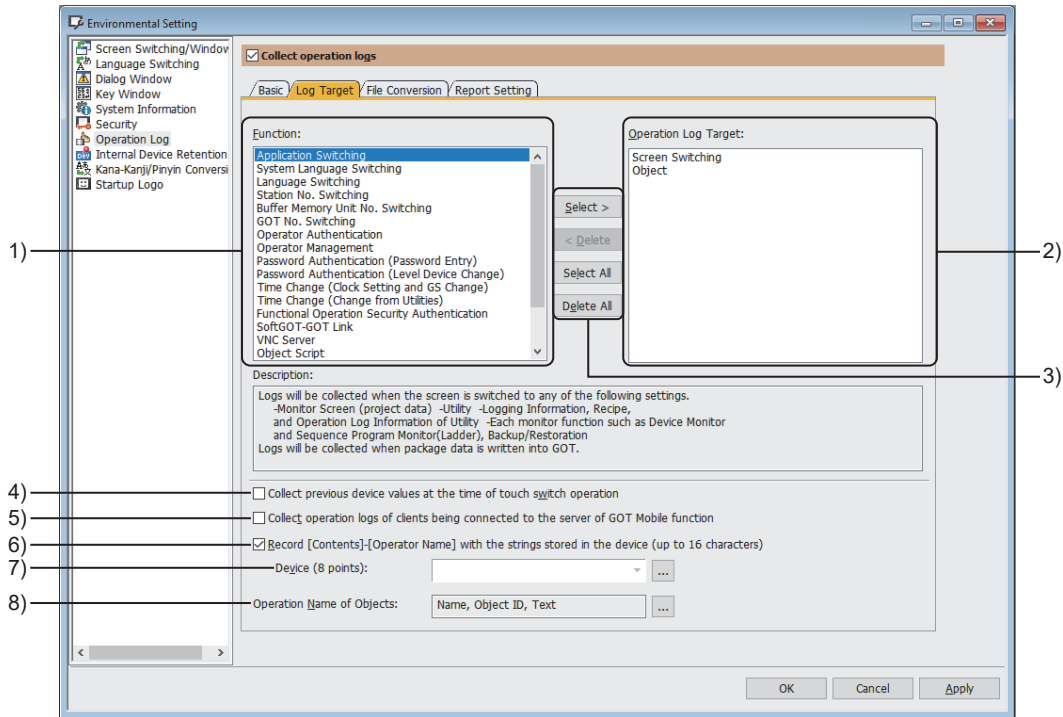 Environmental Setting
Screen Switching/Window
Language Switching
Dialog Window
Key Window
System Information
Security
Operation Log
Internal Device Retention
Kana-Kanji/Pinyin Conversi
Startup Logo
Collect operation logs
Basic Log Target File Conversion Report Setting
Function:
Application Switching
System Language Switching
Language Switching
Station No. Switching
Buffer Memory Unit No. Switching
GOT No. Switching
Operator Authentication
Operator Management
Password Authentication (Password Entry)
Password Authentication (Level Device Change)
Time Change (Clock Setting and GS Change)
Time Change (Change from Utilities)
Functional Operation Security Authentication
SoftGOT-GOT Link
VNC Server
Object Script
Select >
< Delete
Select All
Delete All
Operation Log Target:
Screen Switching
Object
1)
2)
3)
Description:
Logs will be collected when the screen is switched to any of the following settings.
-Monitor Screen (project data) -Utility -Logging Information, Recipe,
and Operation Log Information of Utility -Each monitor function such as Device Monitor
and Sequence Program Monitor(Ladder), Backup/Restoration
Logs will be collected when package data is written into GOT.
4) Collect previous device values at the time of touch switch operation
5) Collect operation logs of clients being connected to the server of GOT Mobile function
6) Record [Contents]-[Operator Name] with the strings stored in the device (up to 16 characters)
7) Device (8 points): ...
8) Operation Name of Objects: Name, Object ID, Text ...
OK Cancel Apply